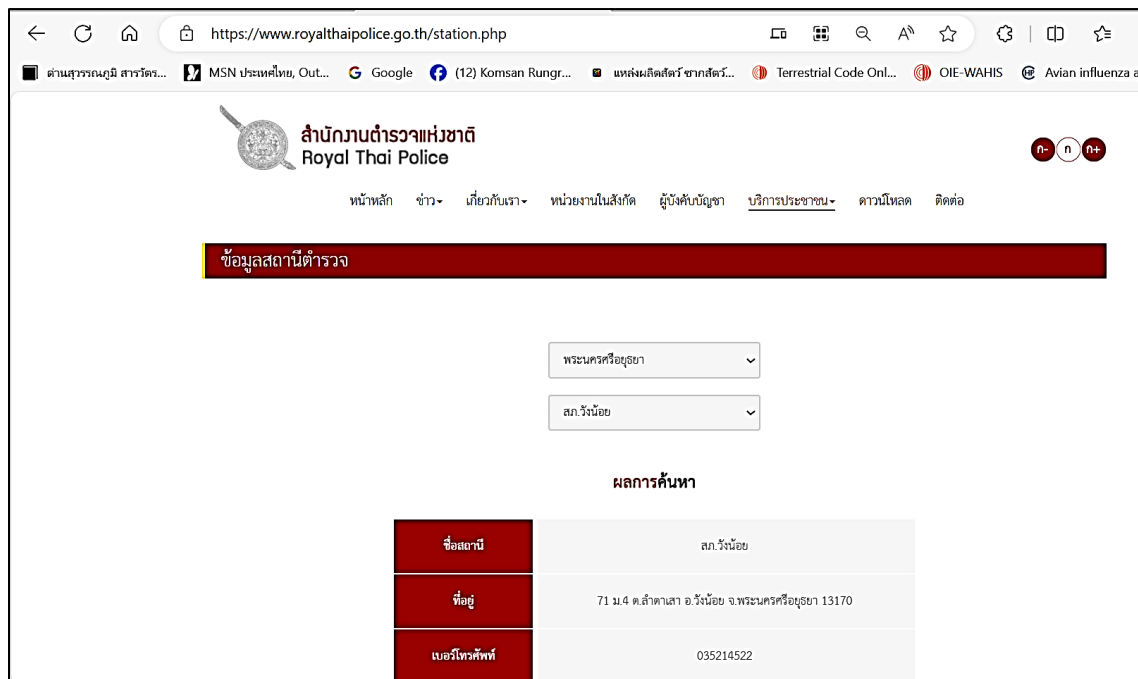 https://www.royalthaipolice.go.th/station.php
ด่านสุวรรณภูมิ สารวัตร... MSN ประเทศไทย, Out... Google (12) Komsan Rungr... แหล่งผลิตสัตว์ ซากสัตว์... Terrestrial Code Onl... OIE-WAHIS Avian influenza a
สำนักงานตำรวจแห่งชาติ
Royal Thai Police
ก- ก ก+
หน้าหลัก ข่าว เกี่ยวกับเรา หน่วยงานในสังกัด ผู้บังคับบัญชา บริการประชาชน ดาวน์โหลด ติดต่อ
ข้อมูลสถานีตำรวจ
พระนครศรีอยุธยา
สภ.วังน้อย
ผลการค้นหา
ชื่อสถานี สภ.วังน้อย
ที่อยู่ 71 ม.4 ต.ลำตาเสา อ.วังน้อย จ.พระนครศรีอยุธยา 13170
เบอร์โทรศัพท์ 035214522